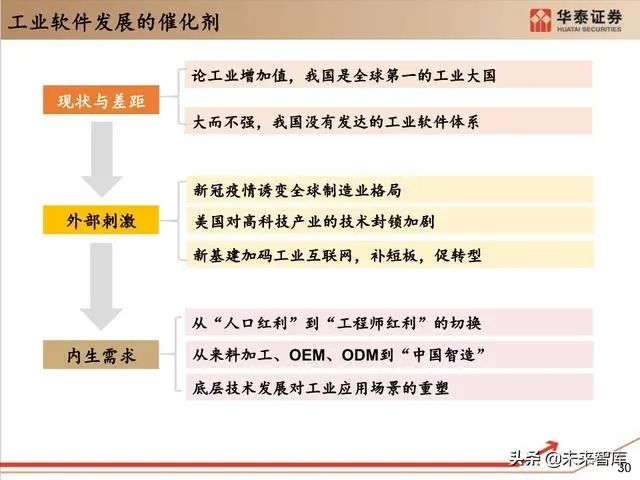 工业软件发展的催化剂
华泰证券
HUATAI SECURITIES
现状与差距
论工业增加值，我国是全球第一的工业大国
大而不强，我国没有发达的工业软件体系
外部刺激
新冠疫情诱变全球制造业格局
美国对高科技产业的技术封锁加剧
新基建加码工业互联网，补短板，促转型
内生需求
从“人口红利”到“工程师红利”的切换
从来料加工、OEM、ODM到“中国智造”
底层技术发展对工业应用场景的重塑
头条@未来智库
30